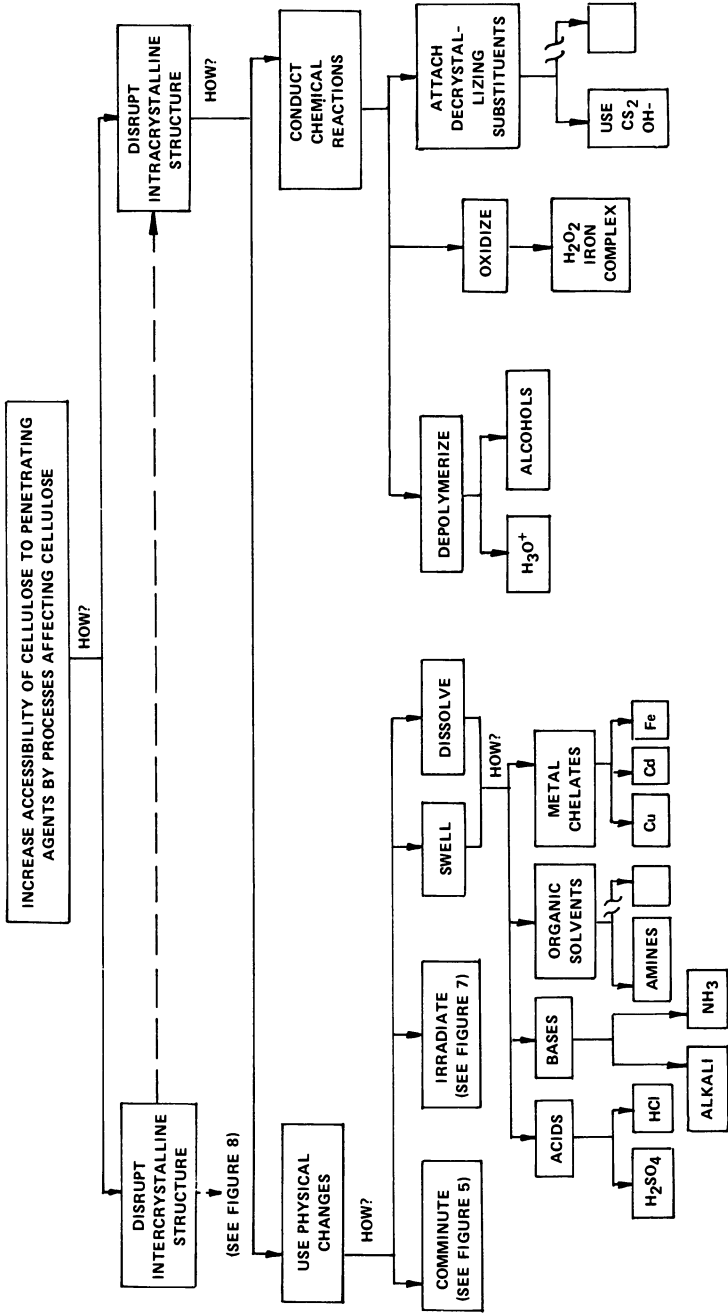 INCREASE ACCESSIBILITY OF CELLULOSE TO PENETRATING
AGENTS BY PROCESSES AFFECTING CELLULOSE
HOW?
DISRUPT
INTERCRYSTALLINE
STRUCTURE
(SEE FIGURE 8)
DISRUPT
INTRACRYSTALLINE
STRUCTURE
HOW?
USE PHYSICAL
CHANGES
HOW?
CONDUCT
CHEMICAL
REACTIONS
COMMINUTE
(SEE FIGURE 5)
IRRADIATE
(SEE FIGURE 7)
SWELL
DISSOLVE
HOW?
DEPOLYMERIZE
OXIDIZE
ATTACH
DECRYSTAL-
LIZING
SUBSTITUENTS
ACIDS
BASES
ORGANIC
SOLVENTS
METAL
CHELATES
H3O+
ALCOHOLS
H2O2
IRON
COMPLEX
USE
CS2
OH-
H2SO4
HCl
ALKALI
NH3
AMINES
Cu
Cd
Fe